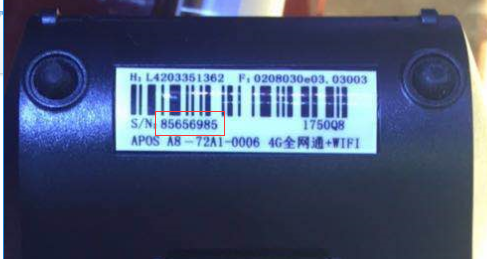 H: L4203351362 F: 0208030e03.03003
S/N:85656985 1750Q8
APOS A8-72A1-0006 4G全网通+WIFI